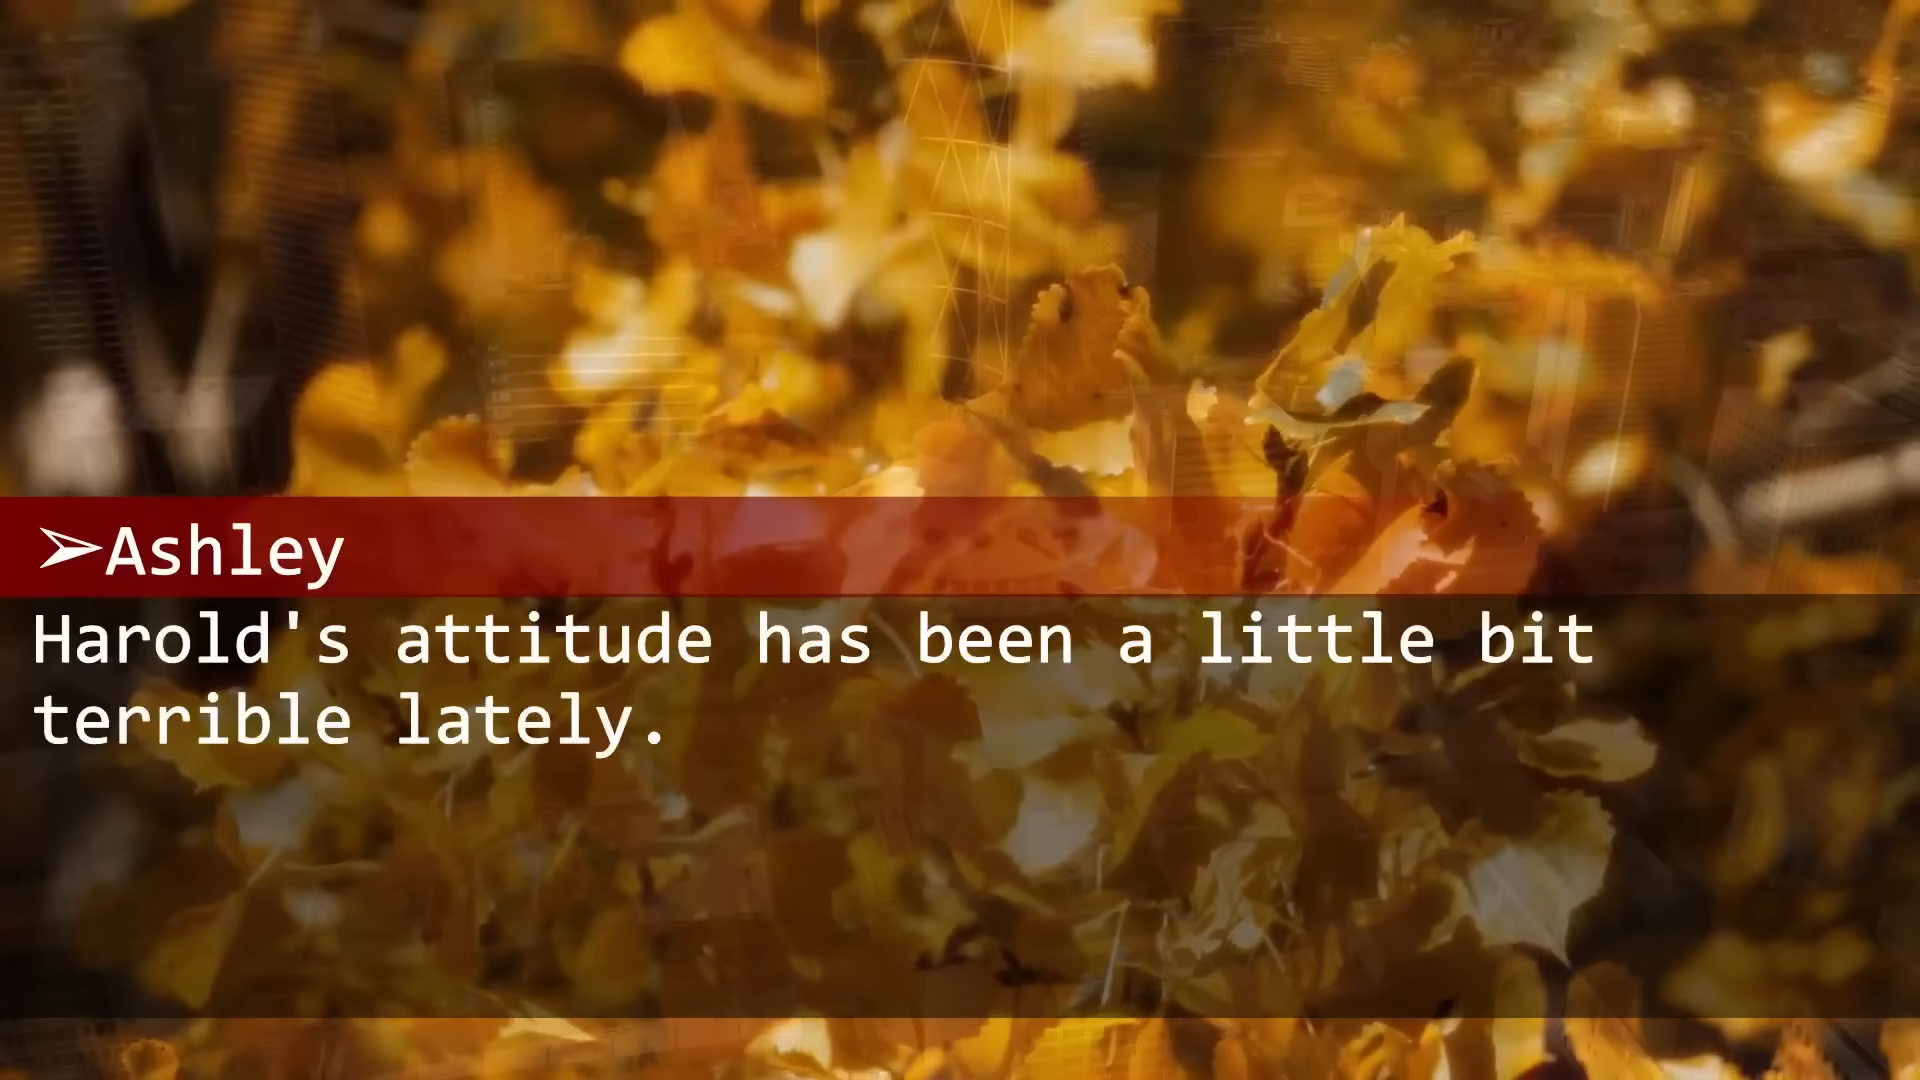 ➢Ashley
Harold's attitude has been a little bit
terrible lately.